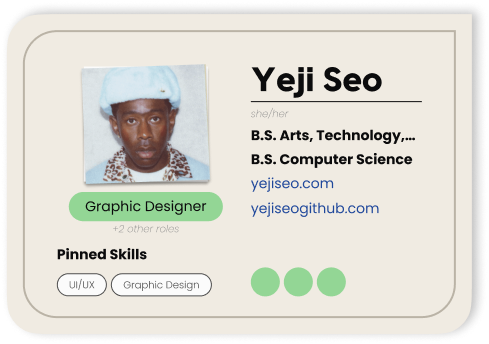 Yeji Seo
she/her
B.S. Arts, Technology,...
B.S. Computer Science
yejiseo.com
yejiseogithub.com
Graphic Designer
+2 other roles
Pinned Skills
UI/UX
Graphic Design